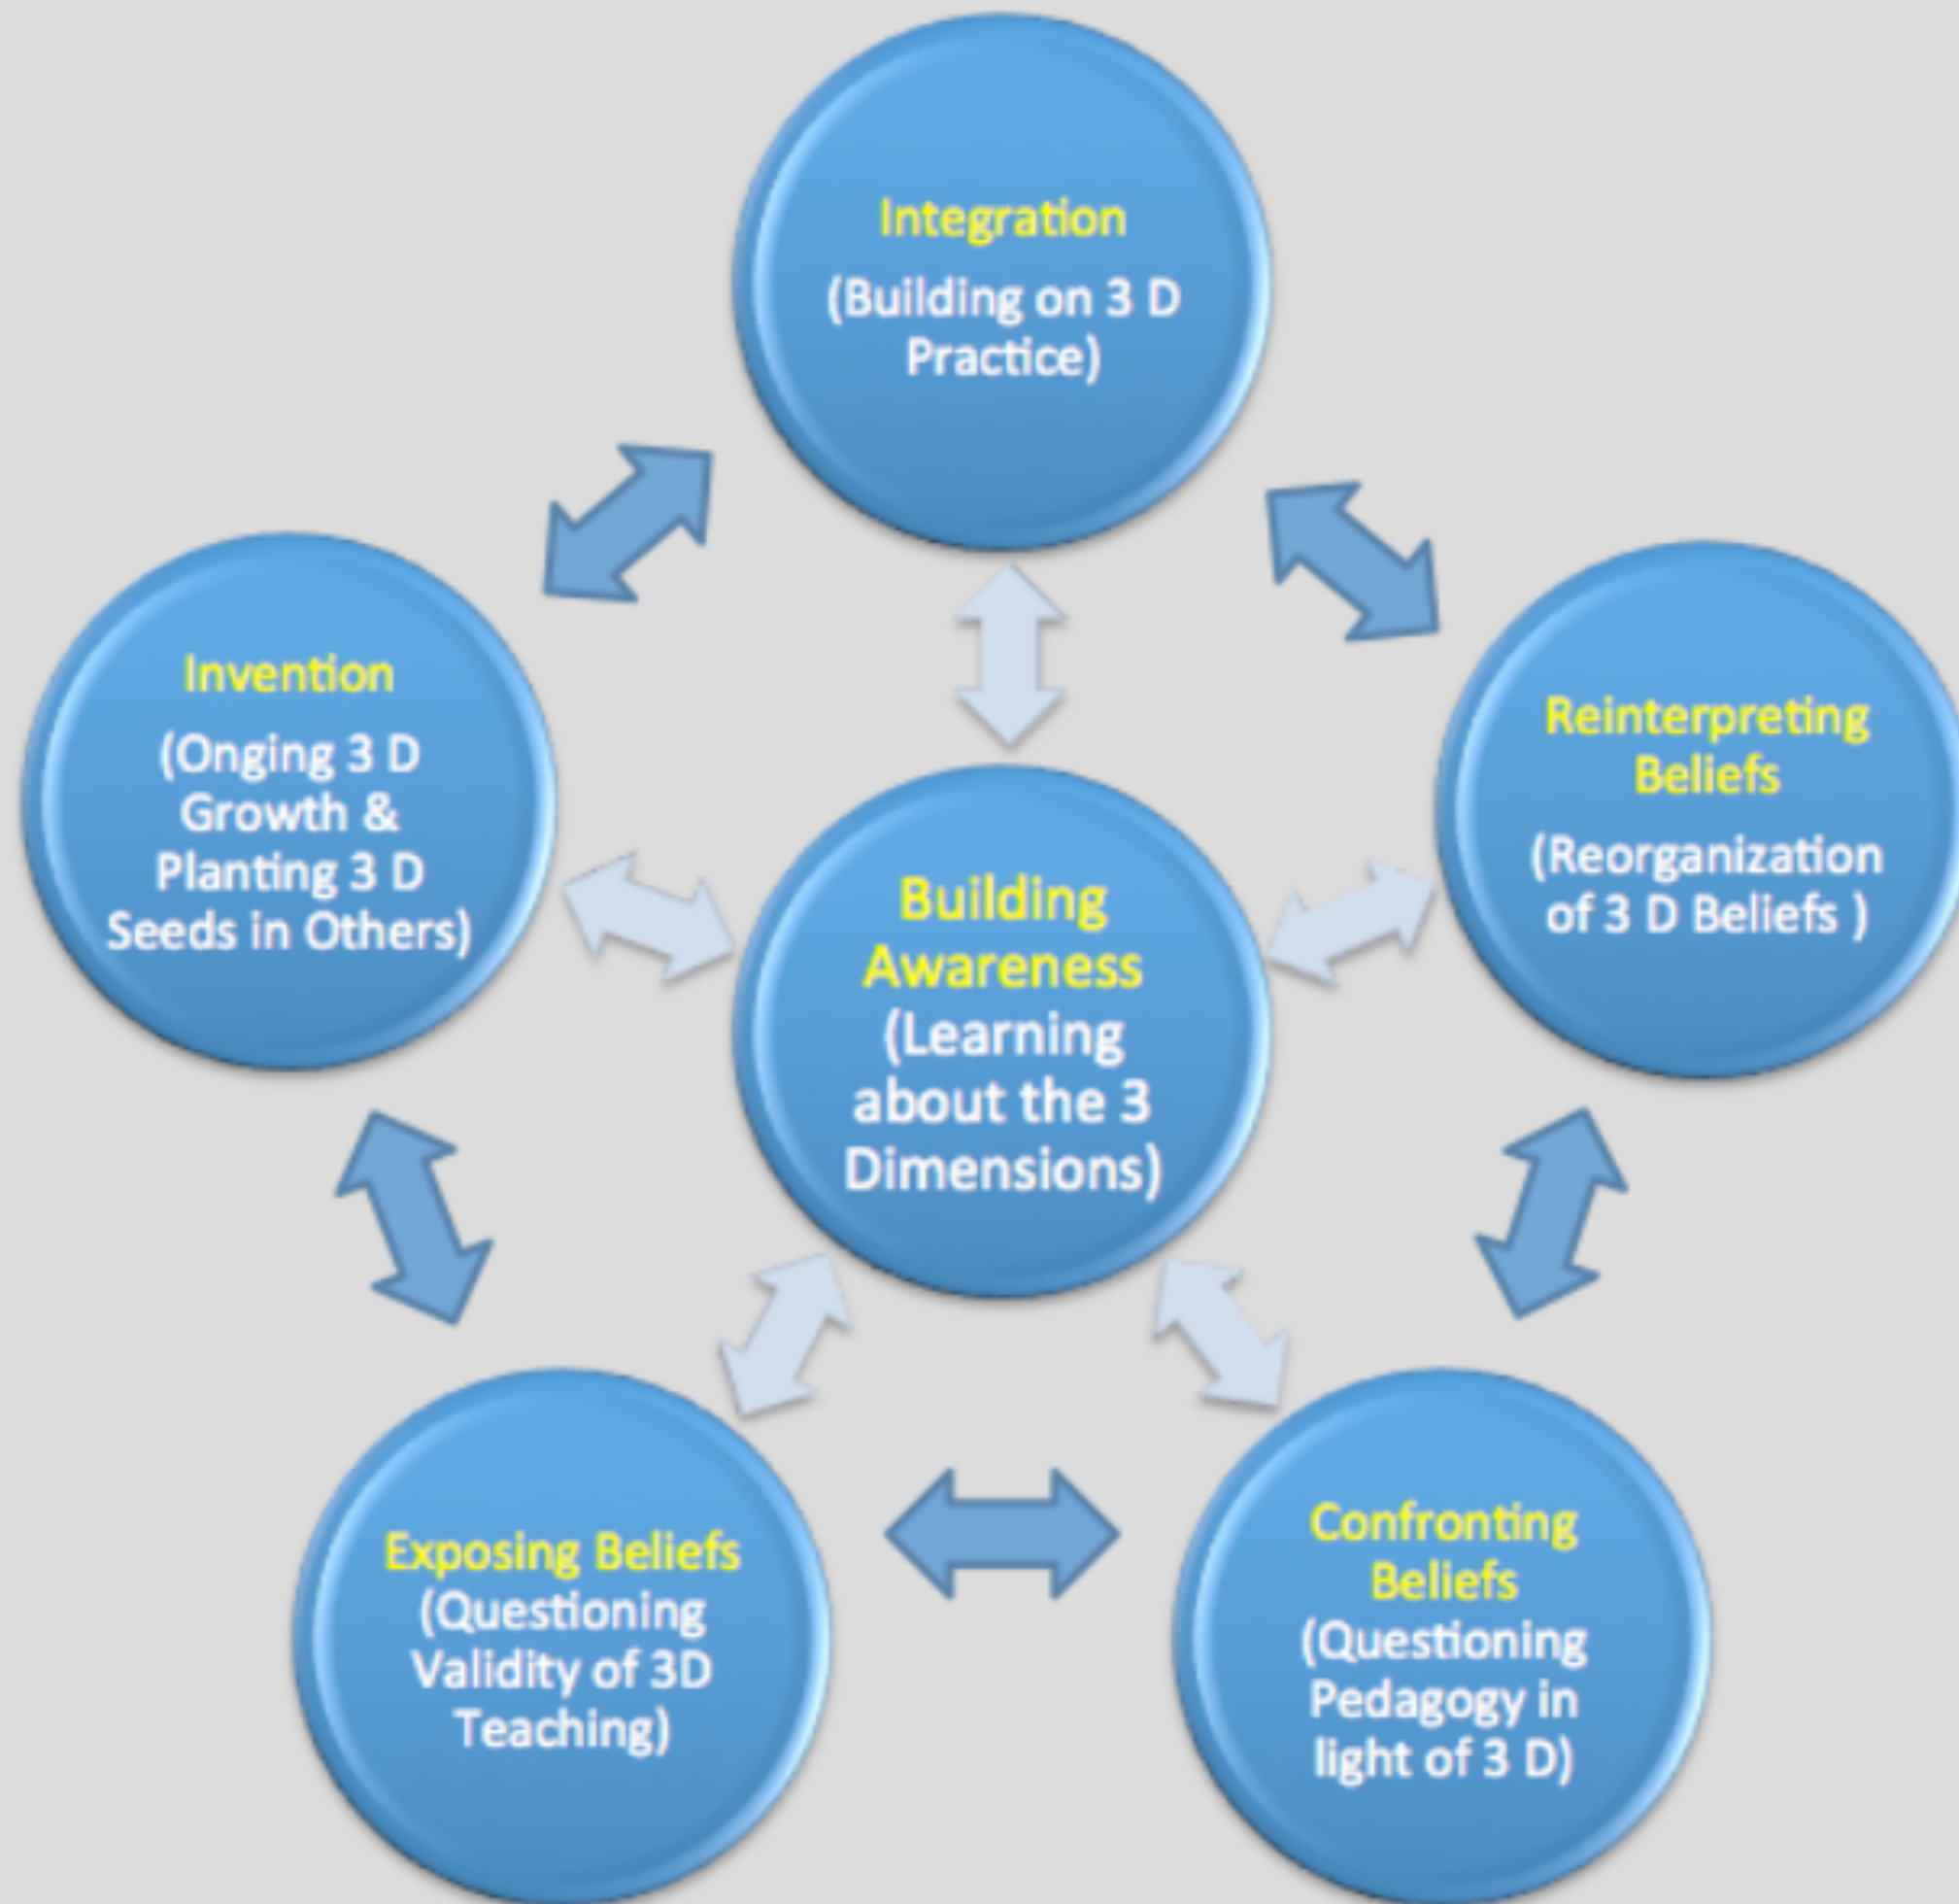 Integration
(Building on 3 D
Practice)
Invention
(Onging 3 D
Growth &
Planting 3 D
Seeds in Others)
Reinterpreting
Beliefs
(Reorganization
of 3 D Beliefs )
Building
Awareness
(Learning
about the 3
Dimensions)
Exposing Beliefs
(Questioning
Validity of 3D
Teaching)
Confronting
Beliefs
(Questioning
Pedagogy in
light of 3 D)